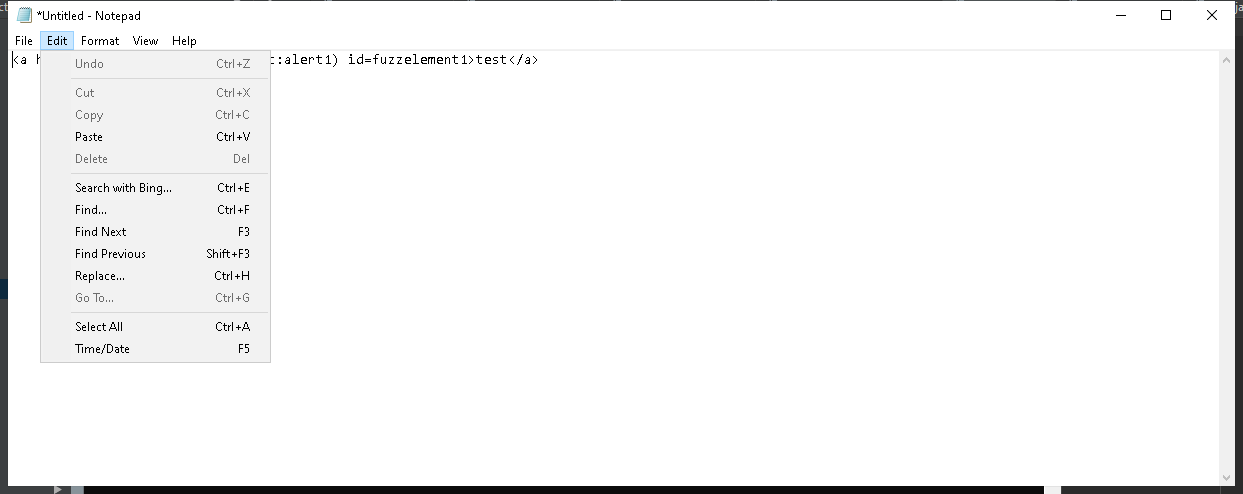 *Untitled - Notepad
File Edit Format View Help
<a h t:alert1) id=fuzzelement1>test</a>
Undo Ctrl+Z
Cut Ctrl+X
Copy Ctrl+C
Paste Ctrl+V
Delete Del
Search with Bing... Ctrl+E
Find... Ctrl+F
Find Next F3
Find Previous Shift+F3
Replace... Ctrl+H
Go To... Ctrl+G
Select All Ctrl+A
Time/Date F5